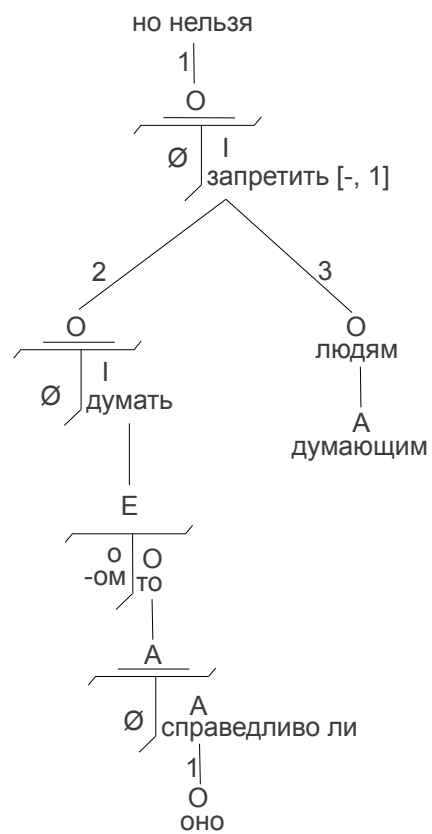 но нельзя
1
О
Ø I
запретить [-, 1]
2 3
О О
людям
Ø I
думать
А
думающим
Е
о О
-ом то
А
Ø А
справедливо ли
1
О
оно